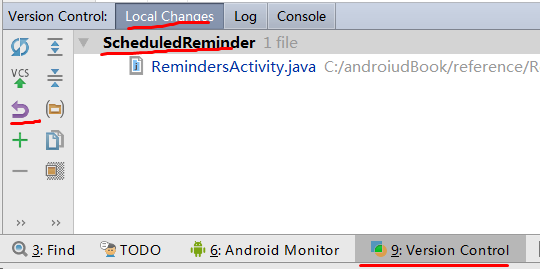 Version Control: Local Changes Log Console
ScheduledReminder 1 file
RemindersActivity.java C:/androiudBook/reference/R
VCS
>> >>
3: Find TODO 6: Android Monitor 9: Version Control